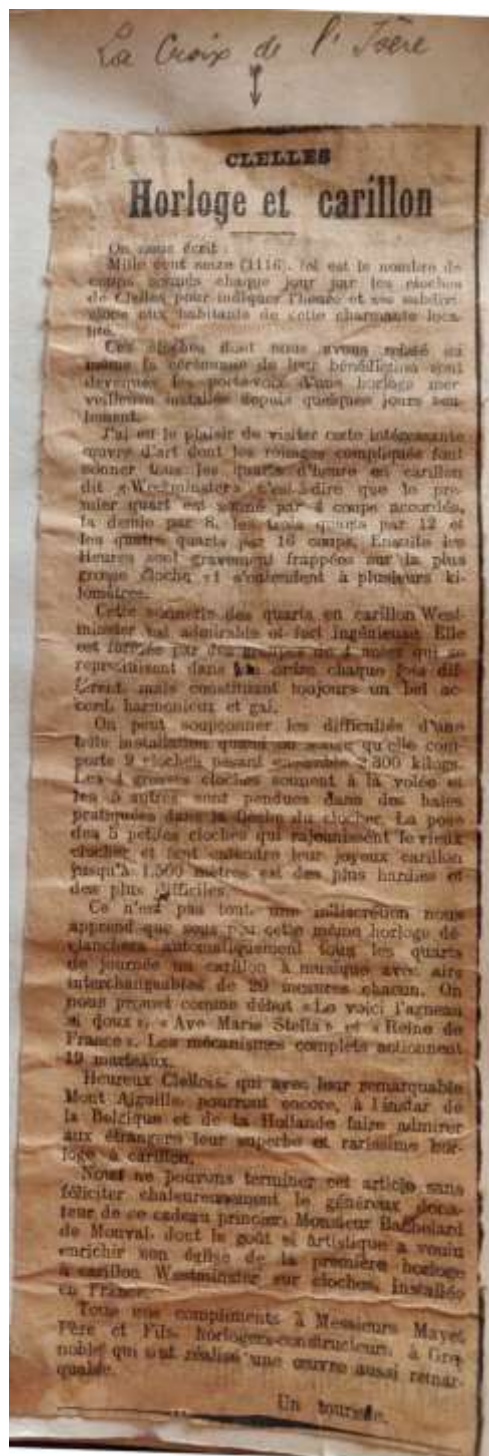 La Croix de l'Isère
CLELLES
Horloge et carillon
On nous écrit :
Mille cent seize (1116), tel est le nombre de
coups sonnés chaque jour par les cloches
de Clelles pour indiquer l'heure et ses subdivi-
sions aux habitants de cette charmante loca-
lité.
Ces cloches dont nous avons relaté ici
même la cérémonie de leur bénédiction sont
devenues les porte-voix d'une horloge mer-
veilleuse installée depuis quelques jours seu-
lement.
J'ai eu le plaisir de visiter cette intéressante
œuvre d'art dont les rouages compliqués font
sonner tous les quarts d'heure en carillon
dit « Westminster » c'est-à-dire que le pre-
mier quart est sonné par 4 coups accordés,
la demie par 8, les trois quarts par 12 et
les quatre quarts par 16 coups. Ensuite les
Heures sont gravement frappées sur la plus
grosse cloche et s'entendent à plusieurs ki-
lomètres.
Cette sonnerie des quarts en carillon West-
minster est admirable et fort ingénieuse. Elle
est formée par des groupes de 4 notes qui se
reproduisent dans un ordre chaque fois dif-
férent mais constituant toujours un bel ac-
cord, harmonieux et gai.
On peut soupçonner les difficultés d'une
telle installation quand on qu'elle com-
porte 9 cloches pesant ensemble 2.800 kilogs.
Les 4 grosses cloches sonnent à la volée et
les 5 autres sont pendues dans des baies
pratiquées dans la flèche du clocher. La pose
des 5 petites cloches qui rajeunissent le vieux
clocher et font entendre leur joyeux carillon
jusqu'à 1.500 mètres est des plus hardies et
des plus difficiles.
Ce n'est pas tout, une indiscrétion nous
apprend que sous peu cette même horloge dé-
clanchera automatiquement tous les quarts
de journée un carillon à musique avec airs
interchangeables de 20 mesures chacun. On
nous promet comme début « Le voici l'agneau
si doux », « Ave Maris Stella » et « Reine de
France ». Les mécanismes complets actionnent
19 marteaux.
Heureux Clellois, qui avec leur remarquable
Mont Aiguille, pourront encore, à l'instar de
la Belgique et de la Hollande faire admirer
aux étrangers leur superbe et rarissime hor-
loge à carillon.
Nous ne pouvons terminer cet article sans
féliciter chaleureusement le généreux dona-
teur de ce cadeau princier, Monsieur Bachelard
de Monval, dont le goût si artistique a voulu
enrichir son église de la première horloge
à carillon Westminster sur cloches, installée
en France.
Tous nos compliments à Messieurs Mayet
Père et Fils, horlogers-constructeurs, à Gre-
noble qui ont réalisé une œuvre aussi remar-
quable.
Un touriste.